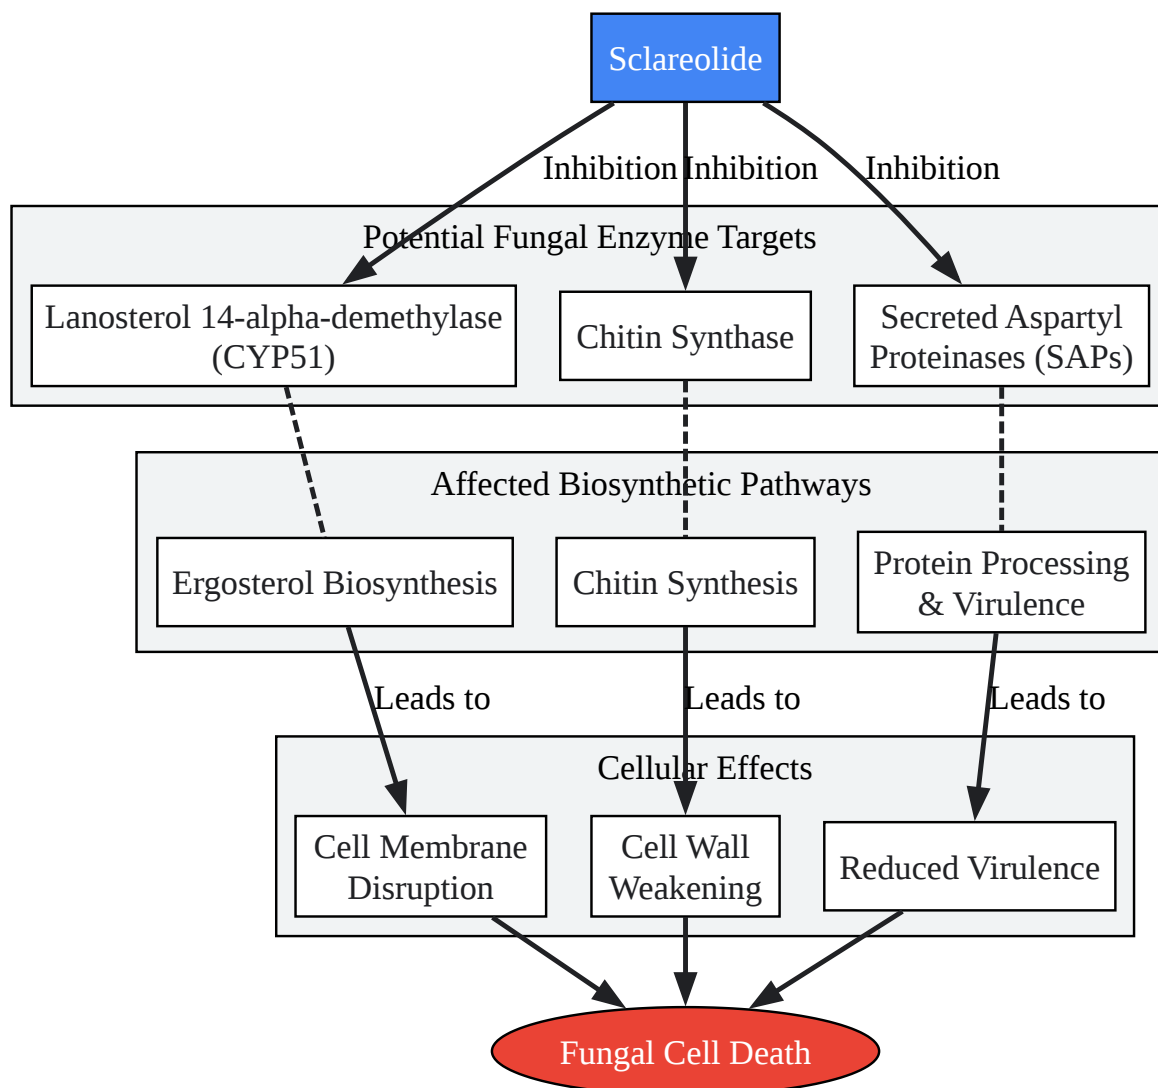 Sclareolide
Inhibition Inhibition Inhibition
Potential Fungal Enzyme Targets
Lanosterol 14-alpha-demethylase
(CYP51)
Chitin Synthase
Secreted Aspartyl
Proteinases (SAPs)
Affected Biosynthetic Pathways
Ergosterol Biosynthesis
Chitin Synthesis
Protein Processing
& Virulence
Leads to Leads to Leads to
Cellular Effects
Cell Membrane
Disruption
Cell Wall
Weakening
Reduced Virulence
Fungal Cell Death